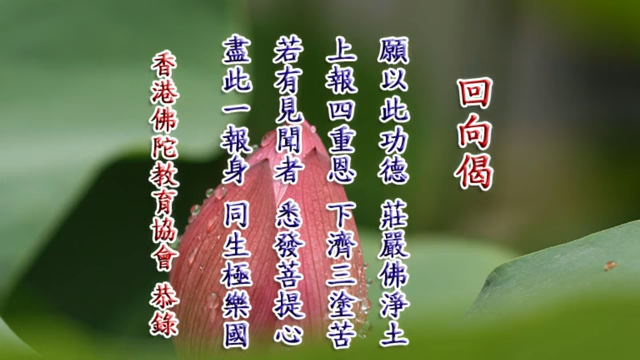 回向偈
願以此功德 莊嚴佛淨土
上報四重恩 下濟三塗苦
若有見聞者 悉發菩提心
盡此一報身 同生極樂國
香港佛陀教育協會 恭錄